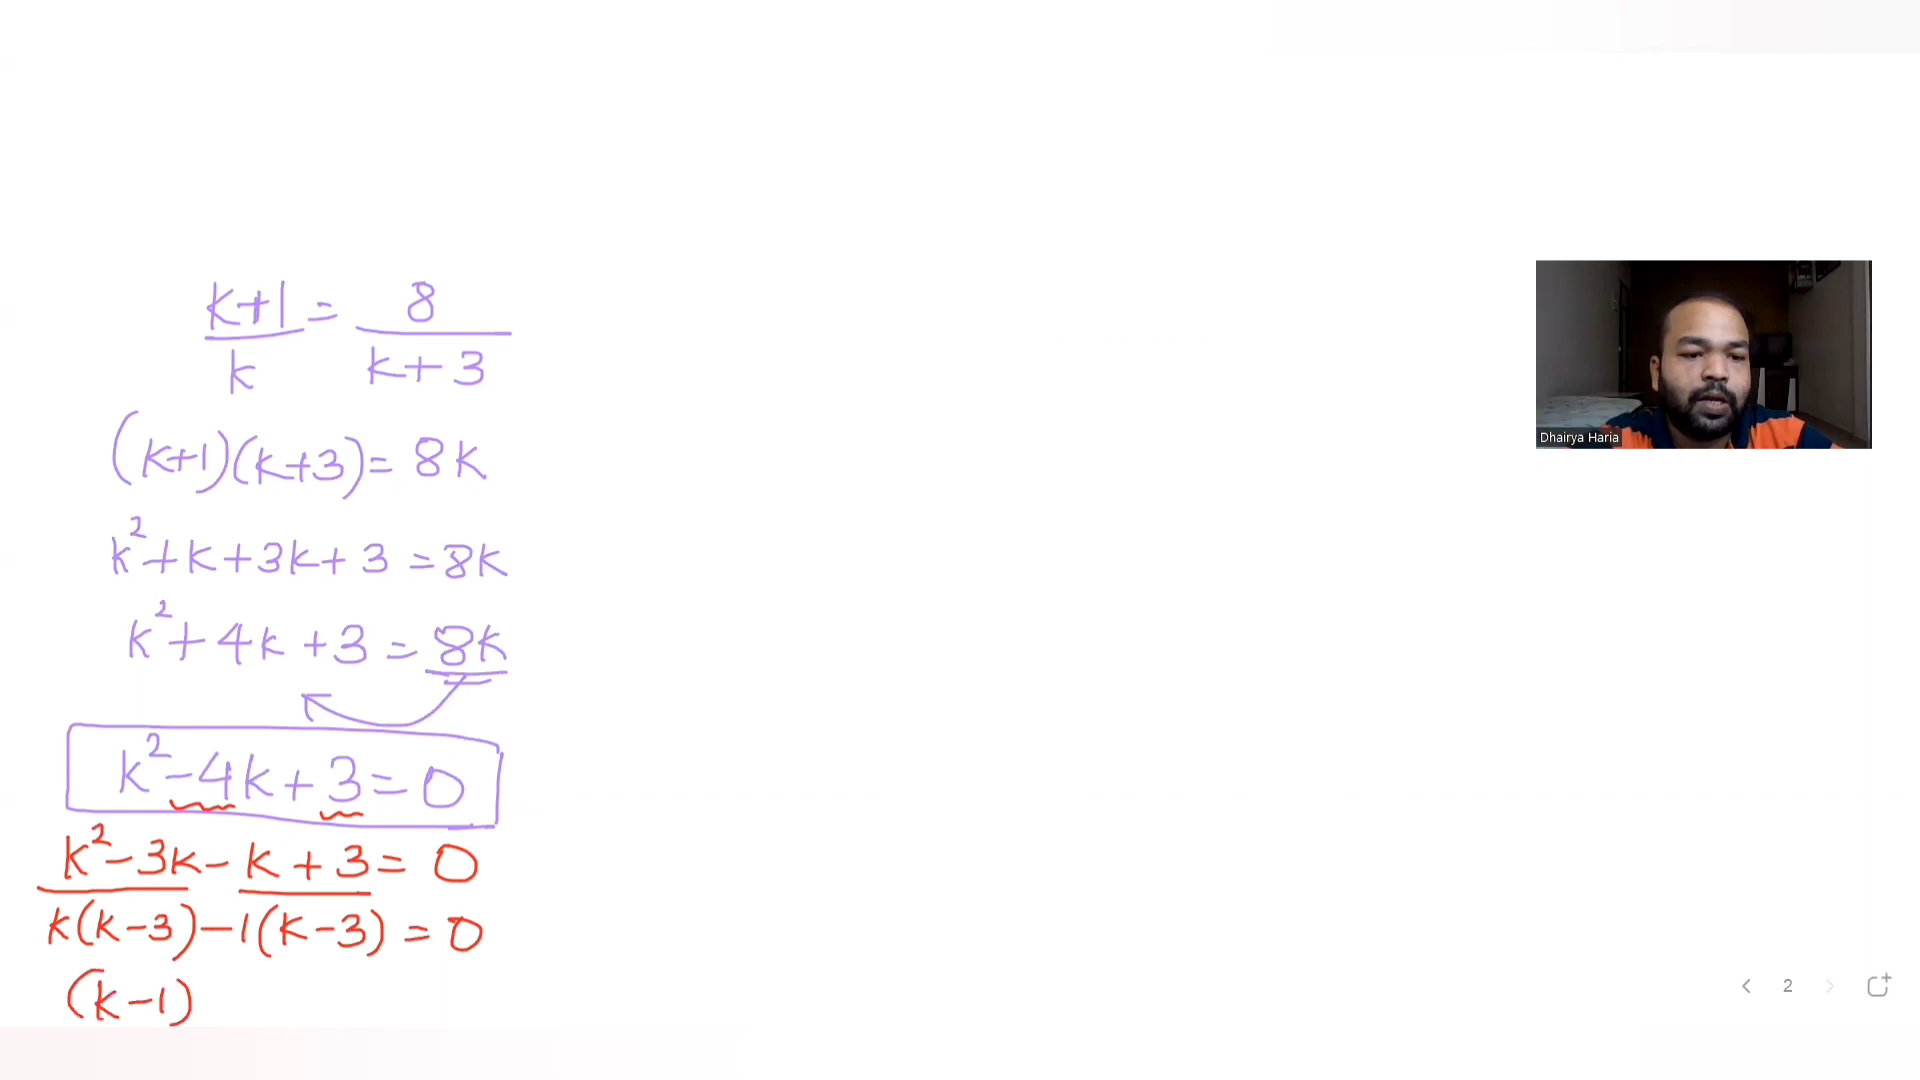 k+1 = 8
k k+3
(k+1)(k+3)= 8k
k²+k+3k+3 =8k
k²+4k+3 = 8k
k²-4k+3=0
k²-3k-k+3= 0
k(k-3)-1(k-3) = 0
(k-1)
Dhairya Haria
2